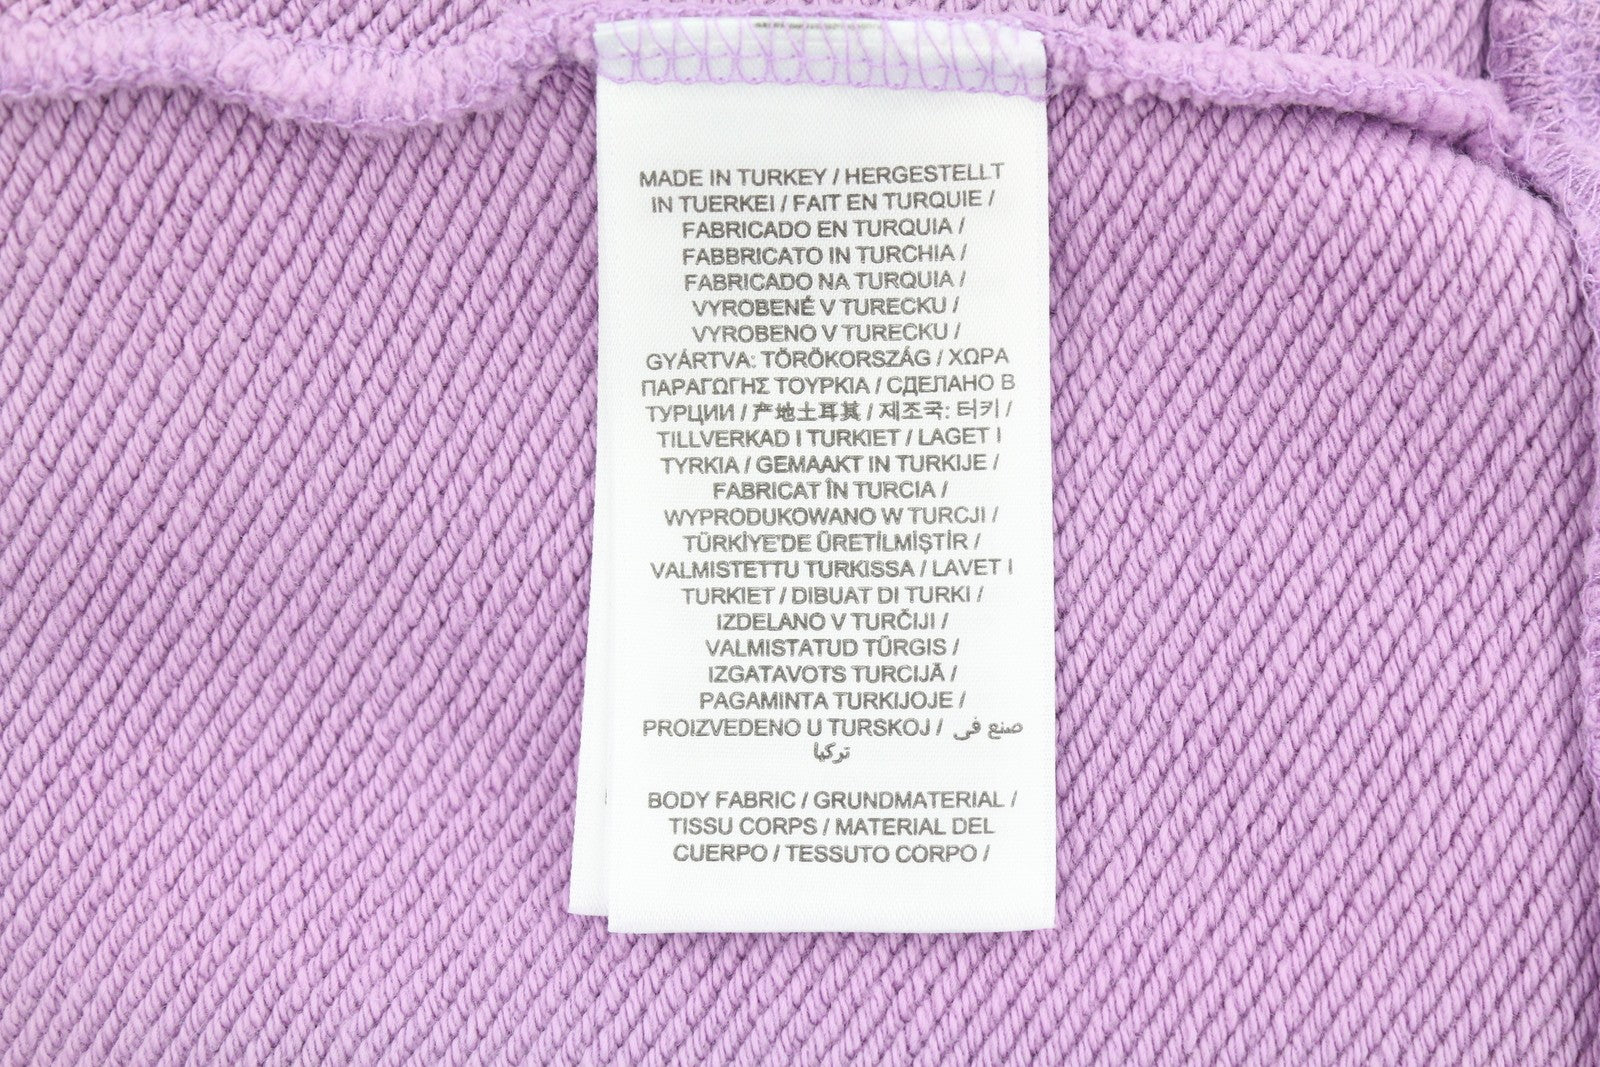 MADE IN TURKEY / HERGESTELLT
IN TUERKEI / FAIT EN TURQUIE /
FABRICADO EN TURQUIA /
FABBRICATO IN TURCHIA /
FABRICADO NA TURQUIA /
VYROBENÉ V TURECKU /
VYROBENO V TURECKU /
GYÁRTVA: TÖRÖKORSZÁG / ΧΩΡΑ
ΠΑΡΑΓΩΓΗΣ ΤΟΥΡΚΙΑ / СДЕЛАНО В
ТУРЦИИ / 产地土耳其 / 제조국: 터키 /
TILLVERKAD I TURKIET / LAGET I
TYRKIA / GEMAAKT IN TURKIJE /
FABRICAT ÎN TURCIA /
WYPRODUKOWANO W TURCJI /
TÜRKİYE'DE ÜRETİLMİŞTİR /
VALMISTETTU TURKISSA / LAVET I
TURKIET / DIBUAT DI TURKI /
IZDELANO V TURČIJI /
VALMISTATUD TÜRGIS /
IZGATAVOTS TURCIJĀ /
PAGAMINTA TURKIJOJE /
PROIZVEDENO U TURSKOJ / صنع في
تركيا
BODY FABRIC / GRUNDMATERIAL /
TISSU CORPS / MATERIAL DEL
CUERPO / TESSUTO CORPO /